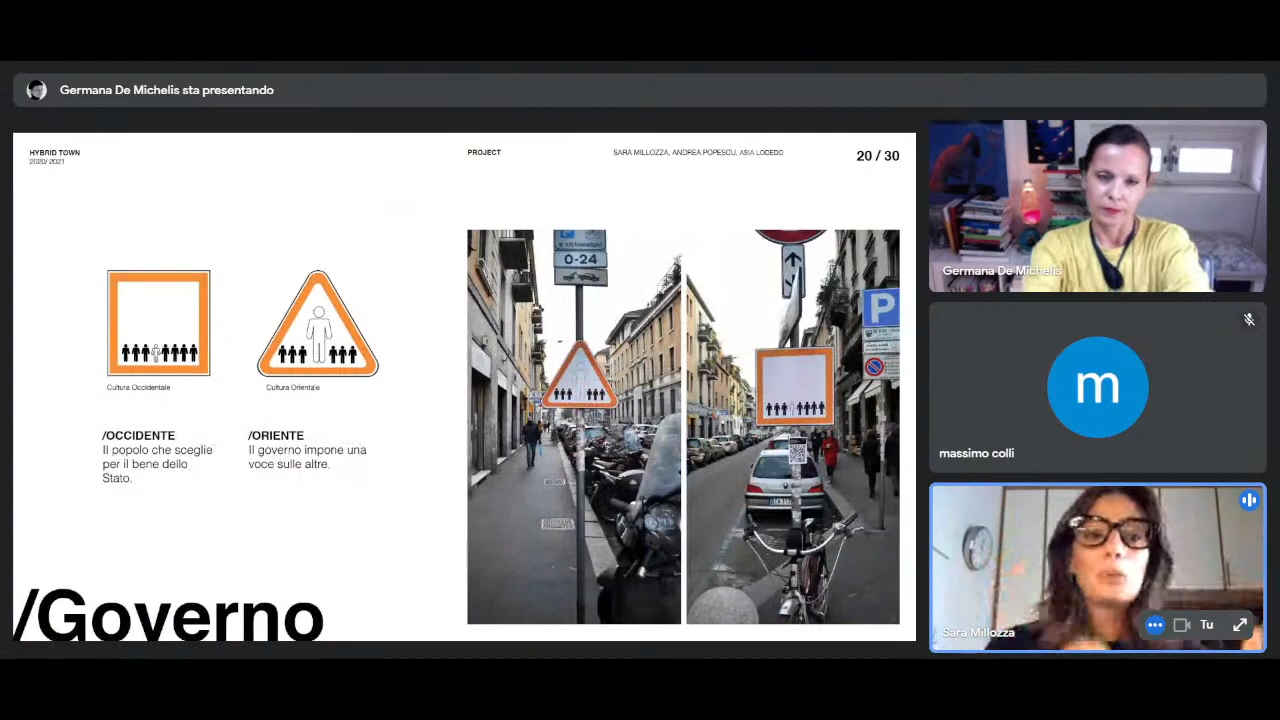 Germana De Michelis sta presentando
HYBRID TOWN
2020/ 2021
PROJECT
SARA MILLOZZA, ANDREA POPESCU, ASIA LODEDO
20 / 30
Cultura Occidentale
Cultura Orientale
/OCCIDENTE
Il popolo che sceglie
per il bene dello
Stato.
/ORIENTE
Il governo impone una
voce sulle altre.
/Governo
e ciclomotori
0-24
P
Germana De Michelis
m
massimo colli
Sara Millozza
Tu